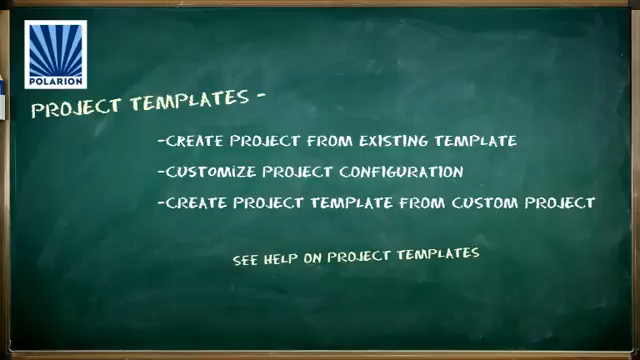 POLARION
PROJECT TEMPLATES -
-CREATE PROJECT FROM EXISTING TEMPLATE
-CUSTOMIZE PROJECT CONFIGURATION
-CREATE PROJECT TEMPLATE FROM CUSTOM PROJECT
SEE HELP ON PROJECT TEMPLATES